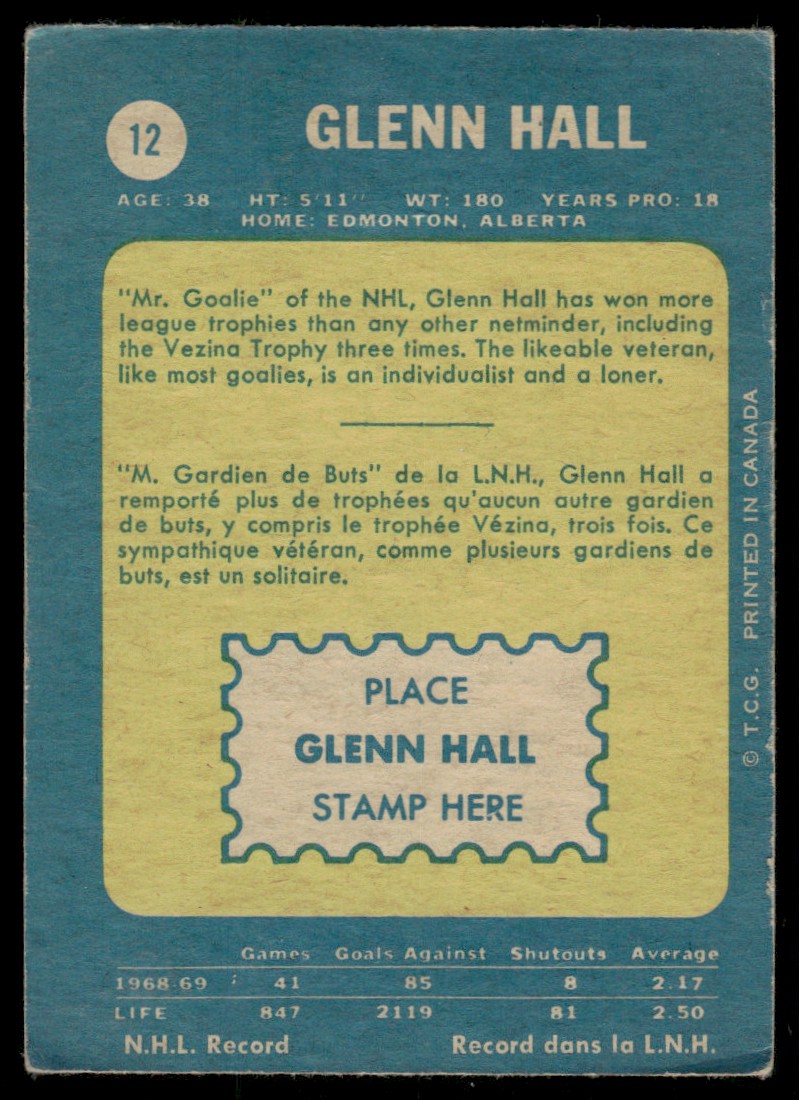 12
GLENN HALL
AGE: 38 HT: 5'11" WT: 180 YEARS PRO: 18
HOME: EDMONTON, ALBERTA
"Mr. Goalie" of the NHL, Glenn Hall has won more
league trophies than any other netminder, including
the Vezina Trophy three times. The likeable veteran,
like most goalies, is an individualist and a loner.
"M. Gardien de Buts" de la L.N.H., Glenn Hall a
remporté plus de trophées qu'aucun autre gardien
de buts, y compris le trophée Vézina, trois fois. Ce
sympathique vétéran, comme plusieurs gardiens de
buts, est un solitaire.
PLACE
GLENN HALL
STAMP HERE
© T.C.G. PRINTED IN CANADA
Games Goals Against Shutouts Average
1968-69 41 85 8 2.17
LIFE 847 2119 81 2.50
N.H.L. Record Record dans la L.N.H.